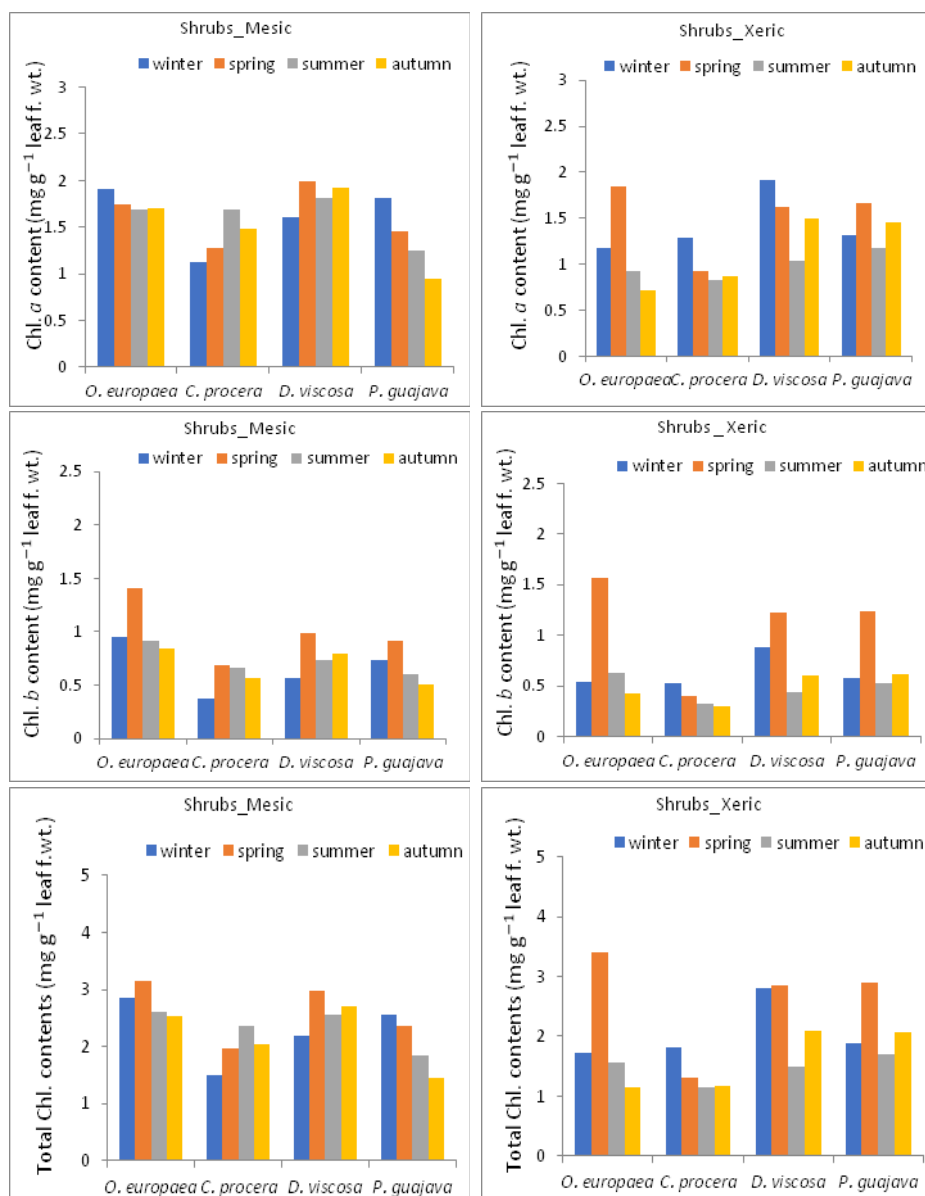 Shrubs_Mesic
winter spring summer autumn
Chl. a content (mg g⁻¹ leaf f. wt.)
3
2.5
2
1.5
1
0.5
0
O. europaea C. procera D. viscosa P. guajava
Shrubs_Xeric
winter spring summer autumn
Chl. a content (mg g⁻¹ leaf f. wt.)
3
2.5
2
1.5
1
0.5
0
O. europaea C. procera D. viscosa P. guajava
Shrubs_Mesic
winter spring summer autumn
Chl. b content (mg g⁻¹ leaf f. wt.)
2.5
2
1.5
1
0.5
0
O. europaea C. procera D. viscosa P. guajava
Shrubs_Xeric
winter spring summer autumn
Chl. b content (mg g⁻¹ leaf f. wt.)
2.5
2
1.5
1
0.5
0
O. europaea C. procera D. viscosa P. guajava
Shrubs_Mesic
winter spring summer autumn
Total Chl. contents (mg g⁻¹ leaf f.wt.)
5
4
3
2
1
0
O. europaea C. procera D. viscosa P. guajava
Shrubs_Xeric
winter spring summer autumn
Total Chl. contents (mg g⁻¹ leaf f.wt.)
5
4
3
2
1
0
O. europaea C. procera D. viscosa P. guajava